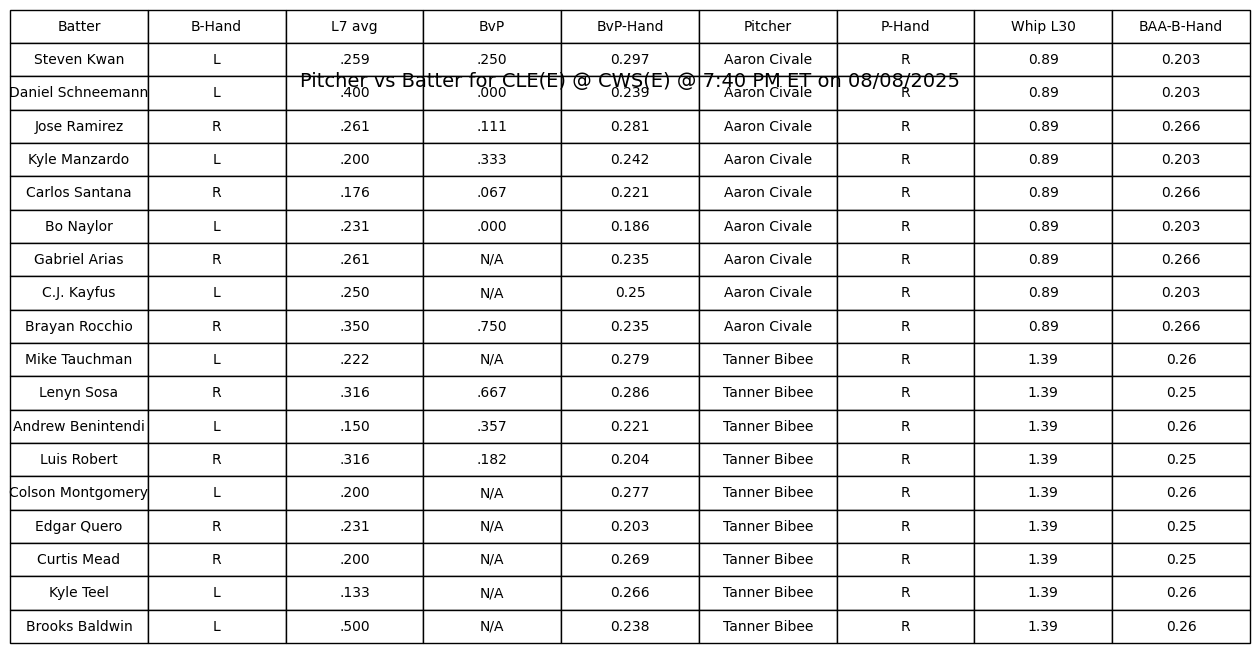 Batter B-Hand L7 avg BvP BvP-Hand Pitcher P-Hand Whip L30 BAA-B-Hand
Steven Kwan L .259 .250 0.297 Aaron Civale R 0.89 0.203
Pitcher vs Batter for CLE(E) @ CWS(E) @ 7:40 PM ET on 08/08/2025
Daniel Schneemann L .400 .000 0.239 Aaron Civale R 0.89 0.203
Jose Ramirez R .261 .111 0.281 Aaron Civale R 0.89 0.266
Kyle Manzardo L .200 .333 0.242 Aaron Civale R 0.89 0.203
Carlos Santana R .176 .067 0.221 Aaron Civale R 0.89 0.266
Bo Naylor L .231 .000 0.186 Aaron Civale R 0.89 0.203
Gabriel Arias R .261 N/A 0.235 Aaron Civale R 0.89 0.266
C.J. Kayfus L .250 N/A 0.25 Aaron Civale R 0.89 0.203
Brayan Rocchio R .350 .750 0.235 Aaron Civale R 0.89 0.266
Mike Tauchman L .222 N/A 0.279 Tanner Bibee R 1.39 0.26
Lenyn Sosa R .316 .667 0.286 Tanner Bibee R 1.39 0.25
Andrew Benintendi L .150 .357 0.221 Tanner Bibee R 1.39 0.26
Luis Robert R .316 .182 0.204 Tanner Bibee R 1.39 0.25
Colson Montgomery L .200 N/A 0.277 Tanner Bibee R 1.39 0.26
Edgar Quero R .231 N/A 0.203 Tanner Bibee R 1.39 0.25
Curtis Mead R .200 N/A 0.269 Tanner Bibee R 1.39 0.25
Kyle Teel L .133 N/A 0.266 Tanner Bibee R 1.39 0.26
Brooks Baldwin L .500 N/A 0.238 Tanner Bibee R 1.39 0.26